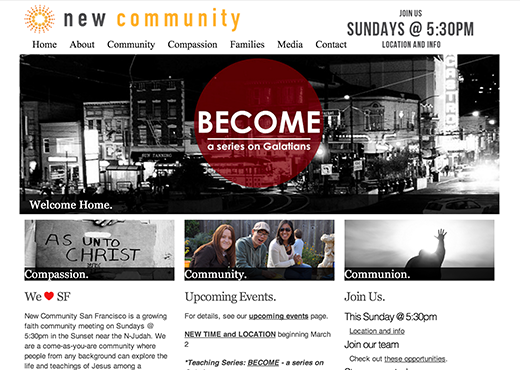 new community
JOIN US
SUNDAYS @ 5:30PM
LOCATION AND INFO
Home About Community Compassion Families Media Contact
BECOME
a series on Galatians
Welcome Home.
AS UNTO
CHRIST
Compassion.
Community.
Communion.
We ♥ SF
New Community San Francisco is a growing
faith community meeting on Sundays @
5:30pm in the Sunset near the N-Judah. We
are a come-as-you-are community where
people from any background can explore the
life and teachings of Jesus among a
Upcoming Events.
For details, see our upcoming events page.
NEW TIME and LOCATION beginning March
2
*Teaching Series: BECOME - a series on
Join Us.
This Sunday @ 5:30pm
Location and info
Join our team
Check out these opportunities.